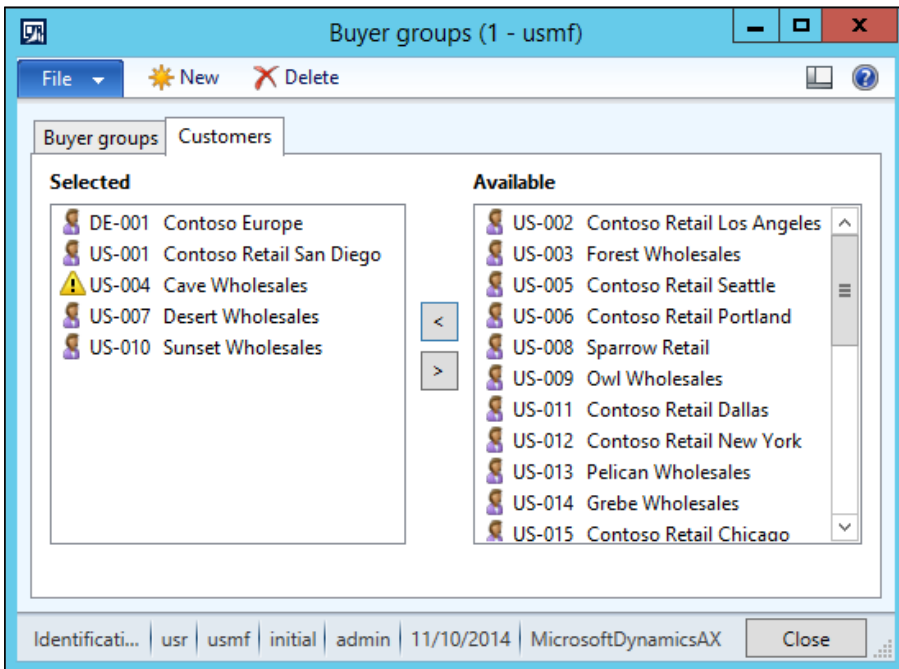 Buyer groups (1 - usmf)
File New Delete
Buyer groups Customers
Selected
DE-001 Contoso Europe
US-001 Contoso Retail San Diego
US-004 Cave Wholesales
US-007 Desert Wholesales
US-010 Sunset Wholesales
<
>
Available
US-002 Contoso Retail Los Angeles
US-003 Forest Wholesales
US-005 Contoso Retail Seattle
US-006 Contoso Retail Portland
US-008 Sparrow Retail
US-009 Owl Wholesales
US-011 Contoso Retail Dallas
US-012 Contoso Retail New York
US-013 Pelican Wholesales
US-014 Grebe Wholesales
US-015 Contoso Retail Chicago
Identificati... usr usmf initial admin 11/10/2014 MicrosoftDynamicsAX Close